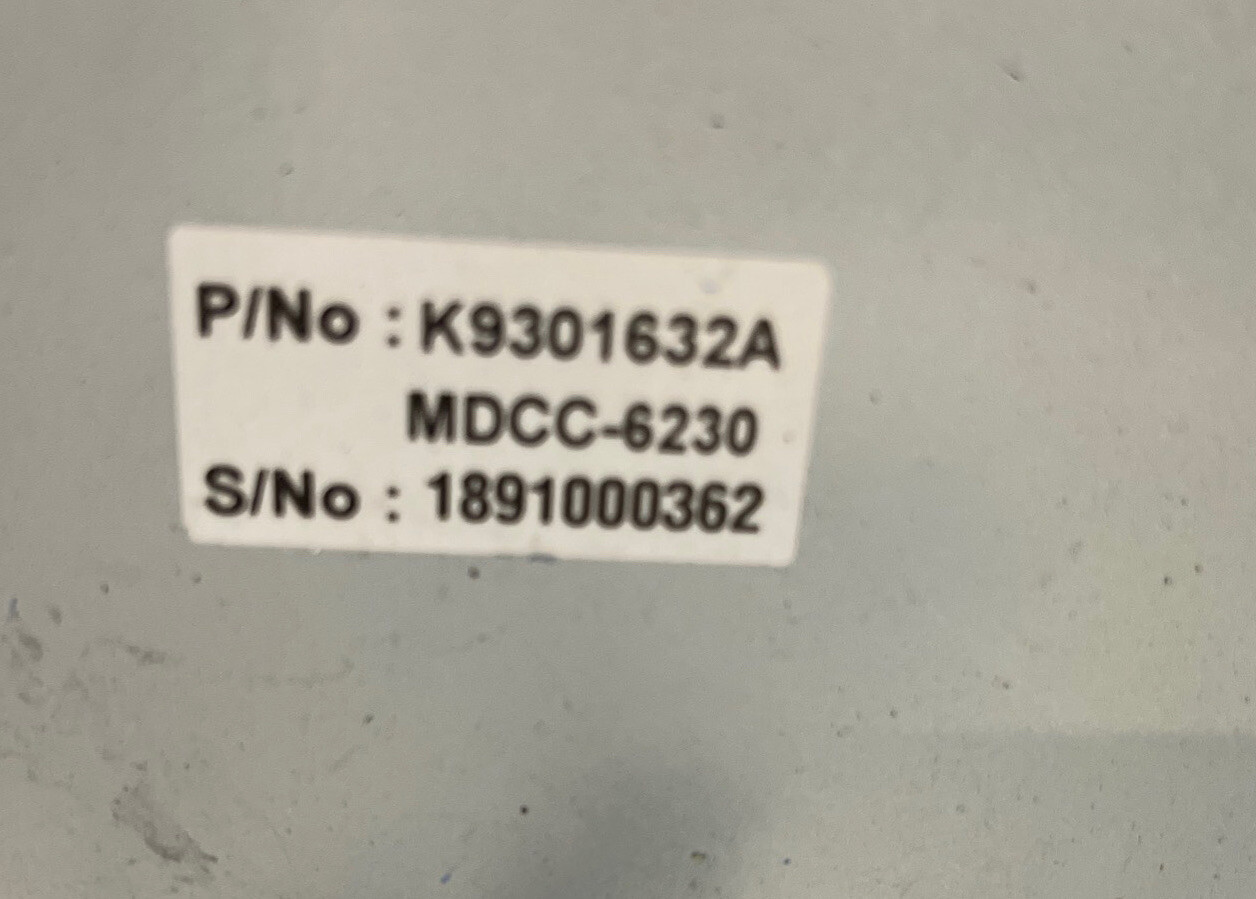 P/No : K9301632A
MDCC-6230
S/No : 1891000362